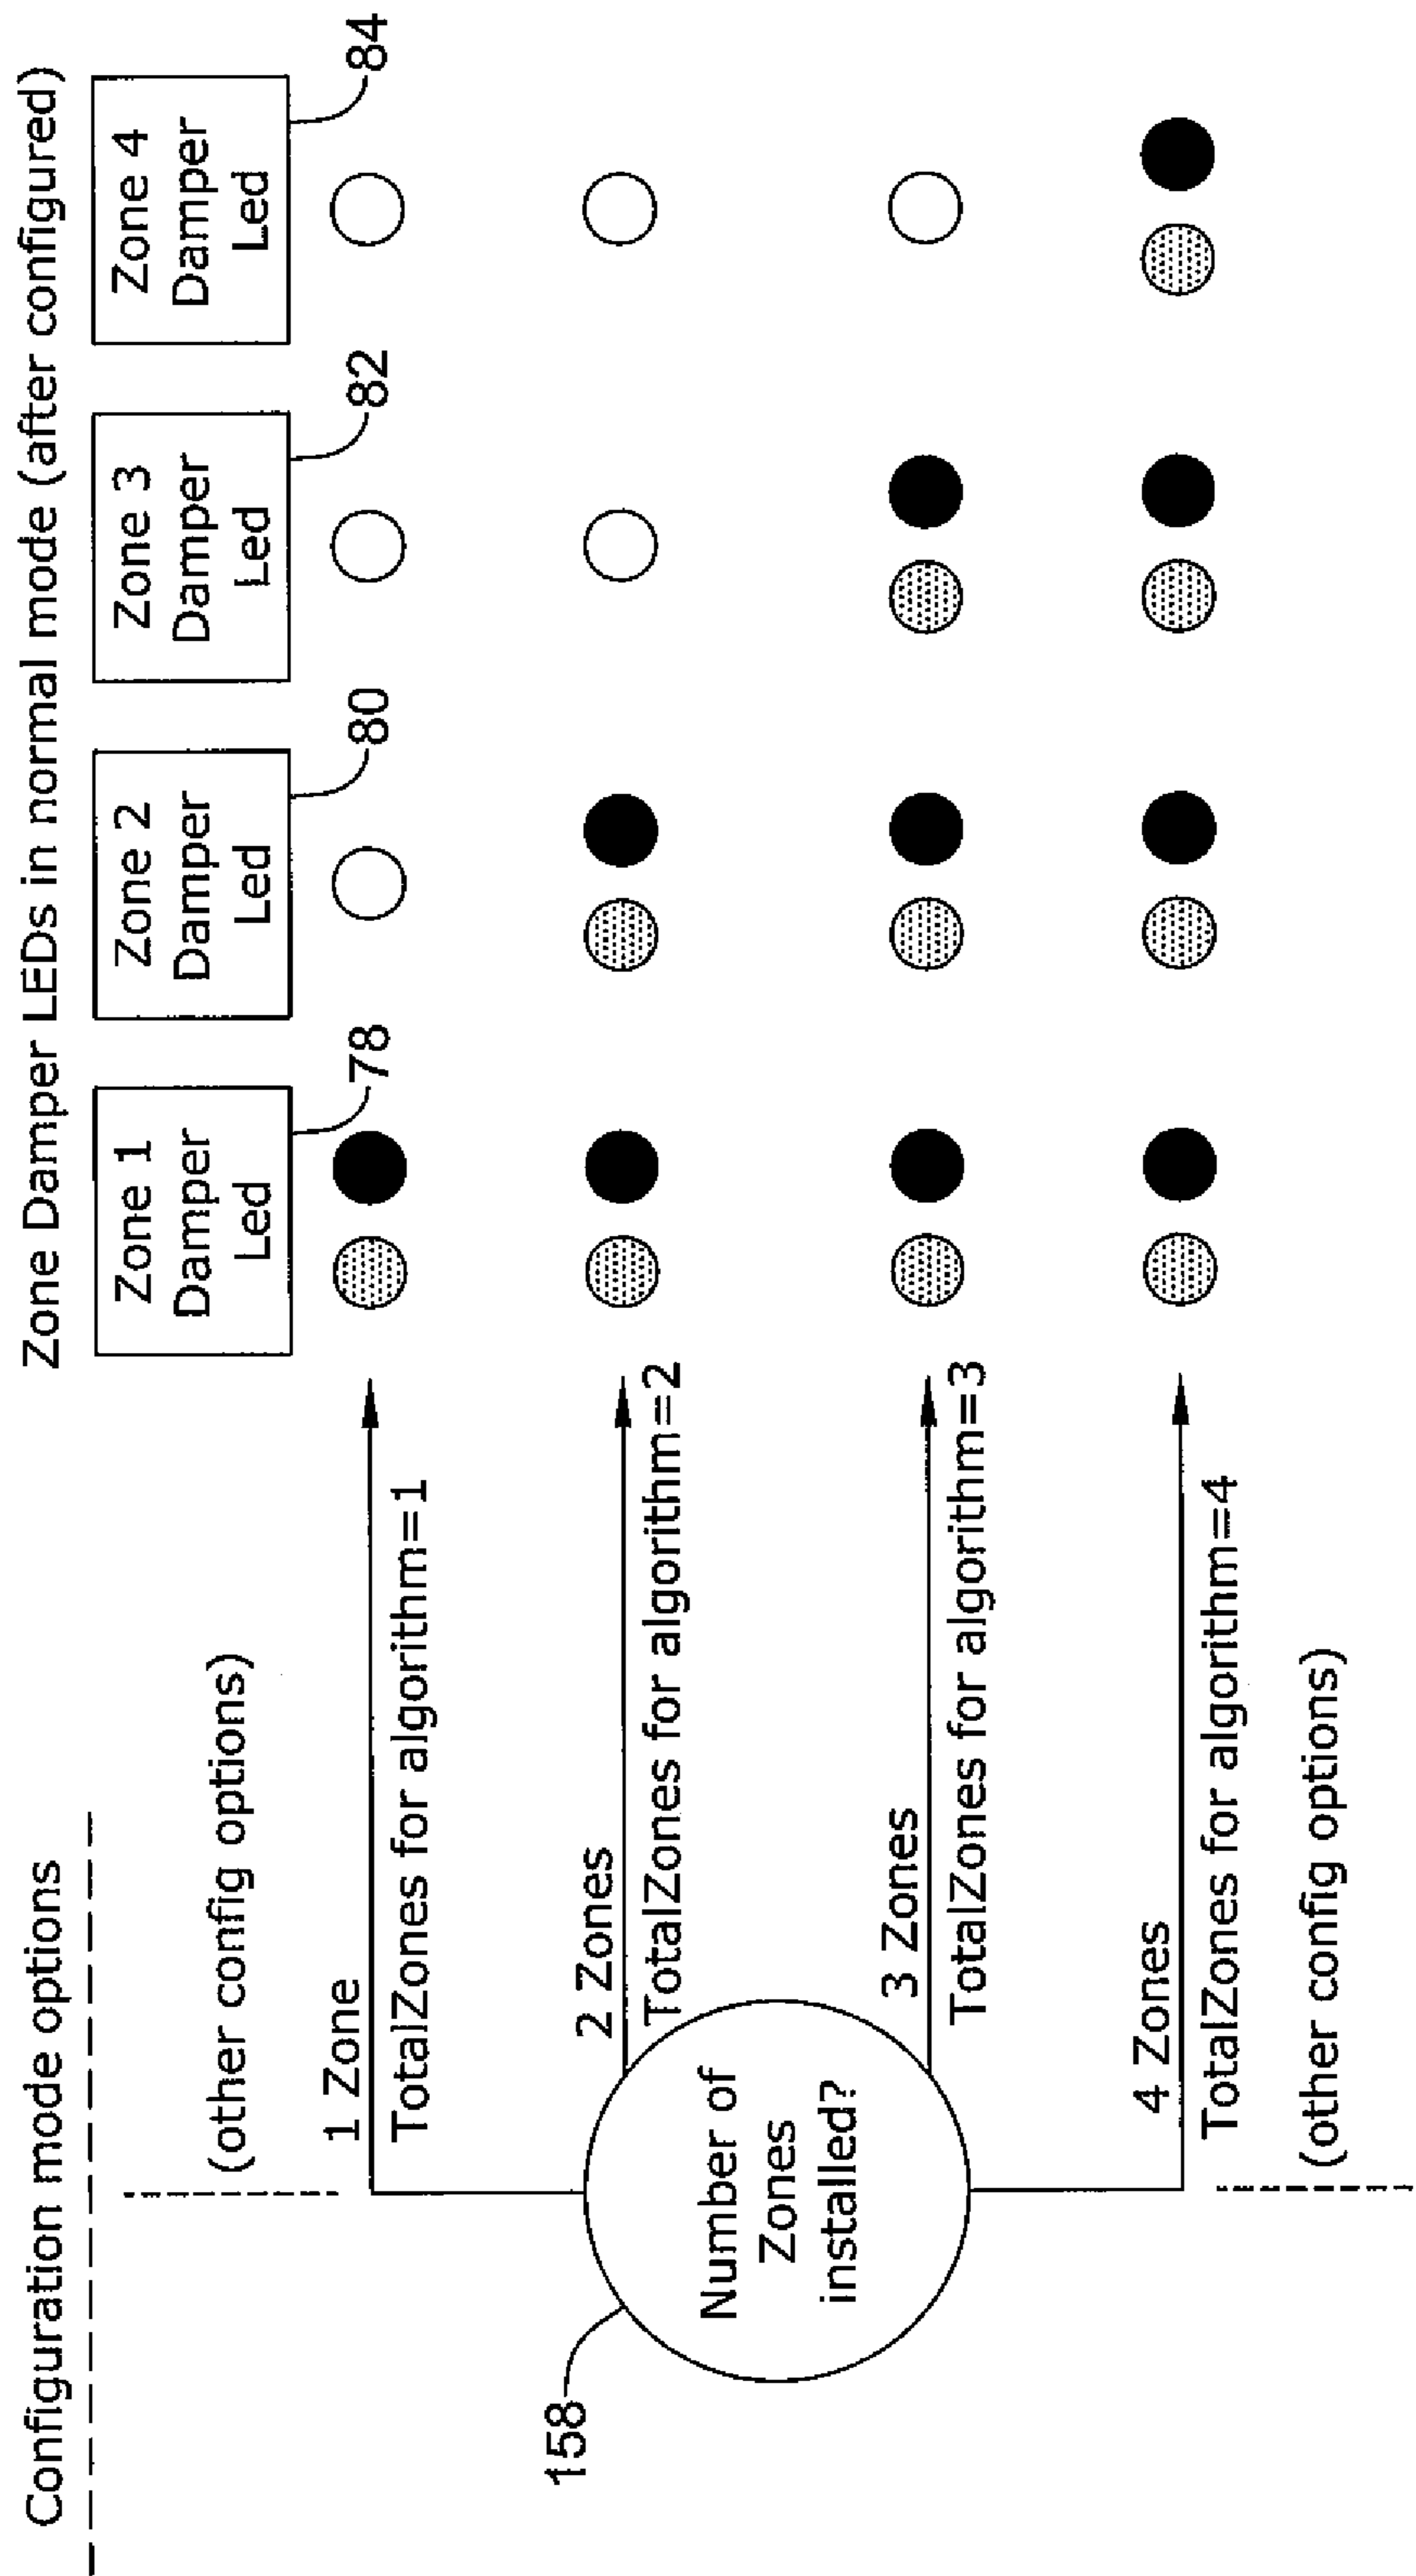 Configuration mode options
Zone Damper LEDs in normal mode (after configured)
Zone 1
Damper
Led
78
Zone 2
Damper
Led
80
Zone 3
Damper
Led
82
Zone 4
Damper
Led
84
(other config options)
1 Zone
TotalZones for algorithm=1
2 Zones
TotalZones for algorithm=2
158
Number of
Zones
installed?
3 Zones
TotalZones for algorithm=3
4 Zones
TotalZones for algorithm=4
(other config options)